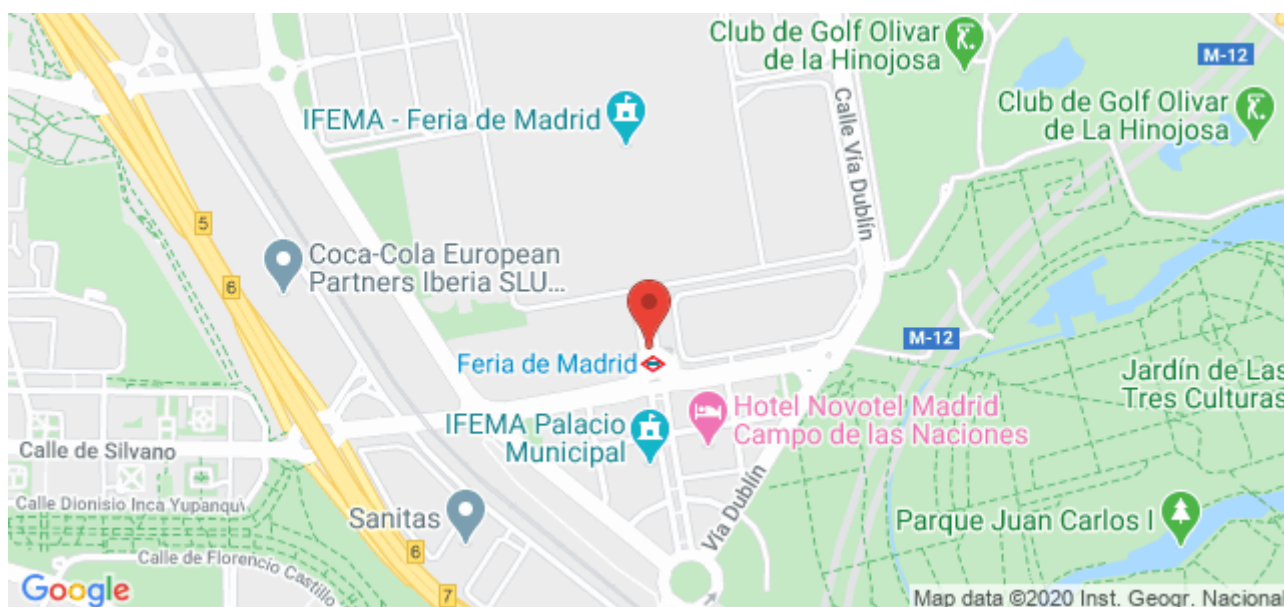 Club de Golf Olivar
de la Hinojosa
M-12
Club de Golf Olivar
de La Hinojosa
IFEMA - Feria de Madrid
Calle Vía Dublín
5
Coca-Cola European
Partners Iberia SLU...
6
M-12
Feria de Madrid
Jardín de Las
Tres Culturas
Hotel Novotel Madrid
Campo de las Naciones
IFEMA Palacio
Municipal
Calle de Silvano
Calle Dionisio Inca Yupanqui
Sanitas
Vía Dublín
Parque Juan Carlos I
6
Calle de Florencio Castillo
7
Google
Map data ©2020 Inst. Geogr. Nacional